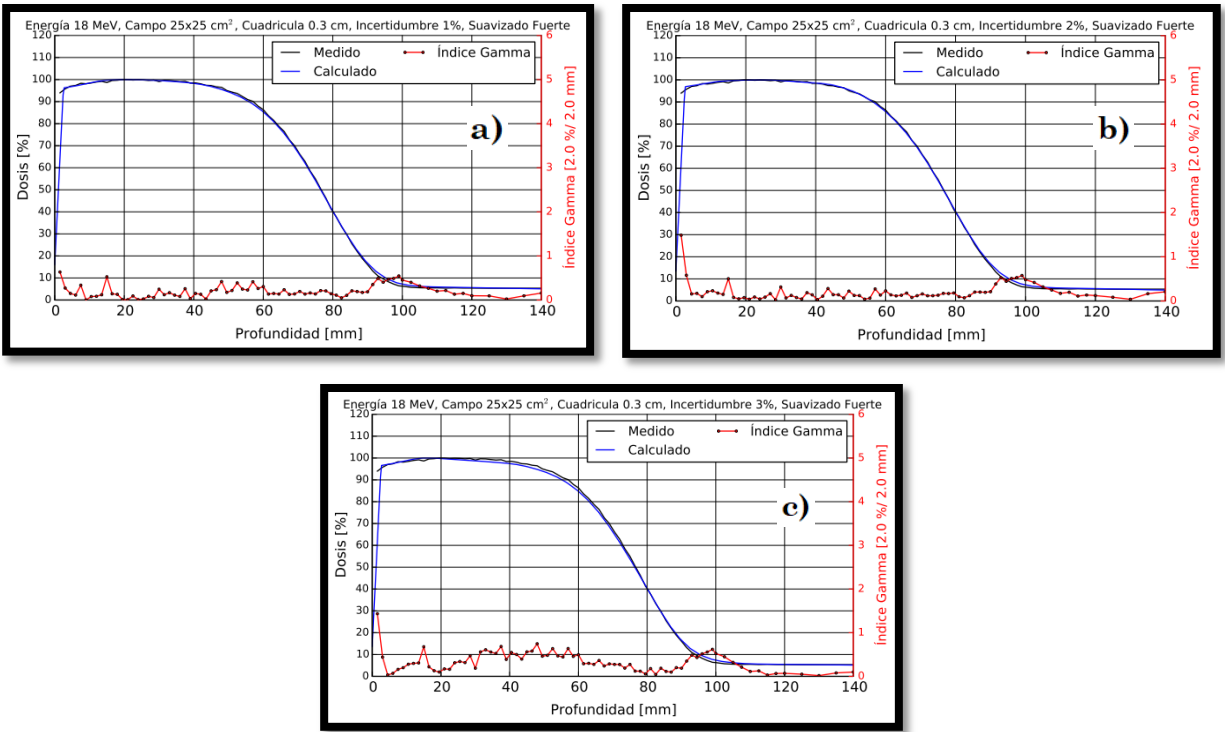 Energía 18 MeV, Campo 25x25 cm², Cuadricula 0.3 cm, Incertidumbre 1%, Suavizado Fuerte
Medido
Índice Gamma
Calculado
a)
Dosis [%]
120
110
100
90
80
70
60
50
40
30
20
10
0
0 20 40 60 80 100 120 140
Profundidad [mm]
6
5
4
3
2
1
0
Índice Gamma [2.0 %/ 2.0 mm]
Energía 18 MeV, Campo 25x25 cm², Cuadricula 0.3 cm, Incertidumbre 2%, Suavizado Fuerte
Medido
Índice Gamma
Calculado
b)
Dosis [%]
120
110
100
90
80
70
60
50
40
30
20
10
0
0 20 40 60 80 100 120 140
Profundidad [mm]
6
5
4
3
2
1
0
Índice Gamma [2.0 %/ 2.0 mm]
Energía 18 MeV, Campo 25x25 cm², Cuadricula 0.3 cm, Incertidumbre 3%, Suavizado Fuerte
Medido
Índice Gamma
Calculado
c)
Dosis [%]
120
110
100
90
80
70
60
50
40
30
20
10
0
0 20 40 60 80 100 120 140
Profundidad [mm]
6
5
4
3
2
1
0
Índice Gamma [2.0 %/ 2.0 mm]